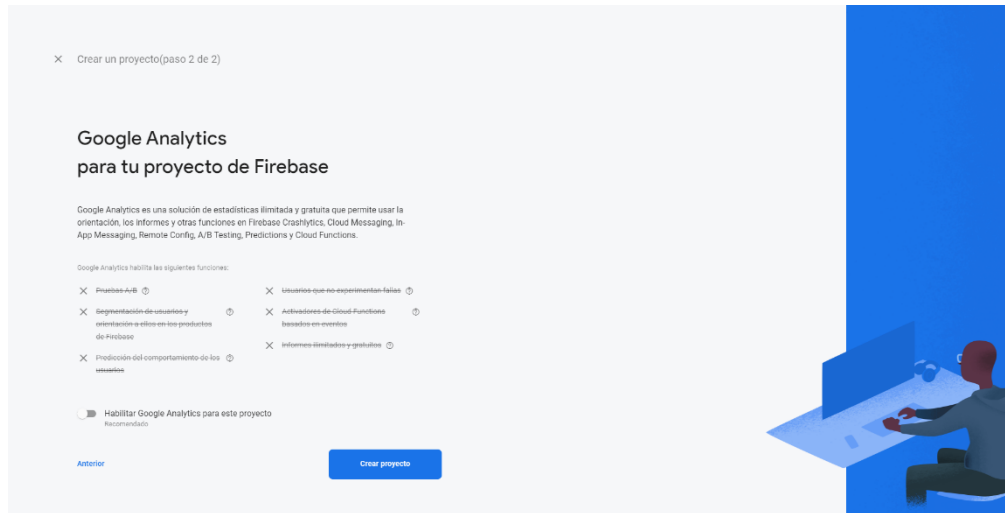 Crear un proyecto(paso 2 de 2)
Google Analytics
para tu proyecto de Firebase
Google Analytics es una solución de estadísticas ilimitada y gratuita que permite usar la
orientación, los informes y otras funciones en Firebase Crashlytics, Cloud Messaging, In-
App Messaging, Remote Config, A/B Testing, Predictions y Cloud Functions.
Google Analytics habilita las siguientes funciones:
Pruebas A/B
Segmentación de usuarios y
orientación a ellos en los productos
de Firebase
Predicción del comportamiento de los
usuarios
Usuarios que no experimentan fallas
Activadores de Cloud Functions
basados en eventos
Informes ilimitados y gratuitos
Habilitar Google Analytics para este proyecto
Recomendado
Anterior
Crear proyecto